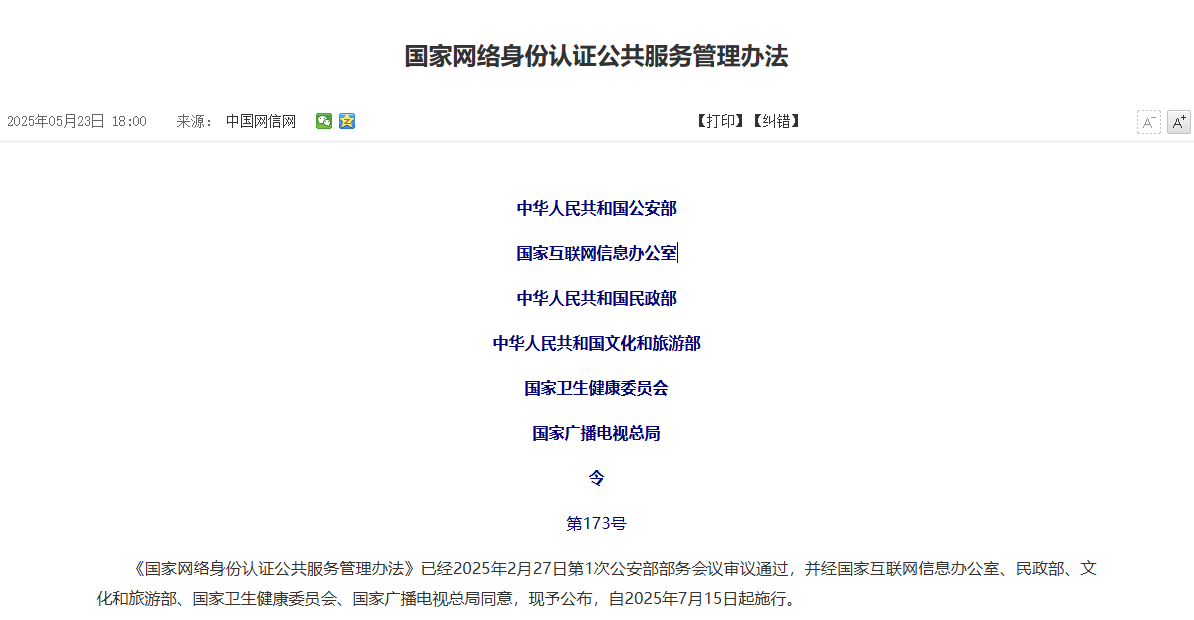 国家网络身份认证公共服务管理办法
2025年05月23日 18:00 来源： 中国网信网 【打印】【纠错】 A- A+
中华人民共和国公安部
国家互联网信息办公室
中华人民共和国民政部
中华人民共和国文化和旅游部
国家卫生健康委员会
国家广播电视总局
令
第173号
《国家网络身份认证公共服务管理办法》已经2025年2月27日第1次公安部部务会议审议通过，并经国家互联网信息办公室、民政部、文
化和旅游部、国家卫生健康委员会、国家广播电视总局同意，现予公布，自2025年7月15日起施行。